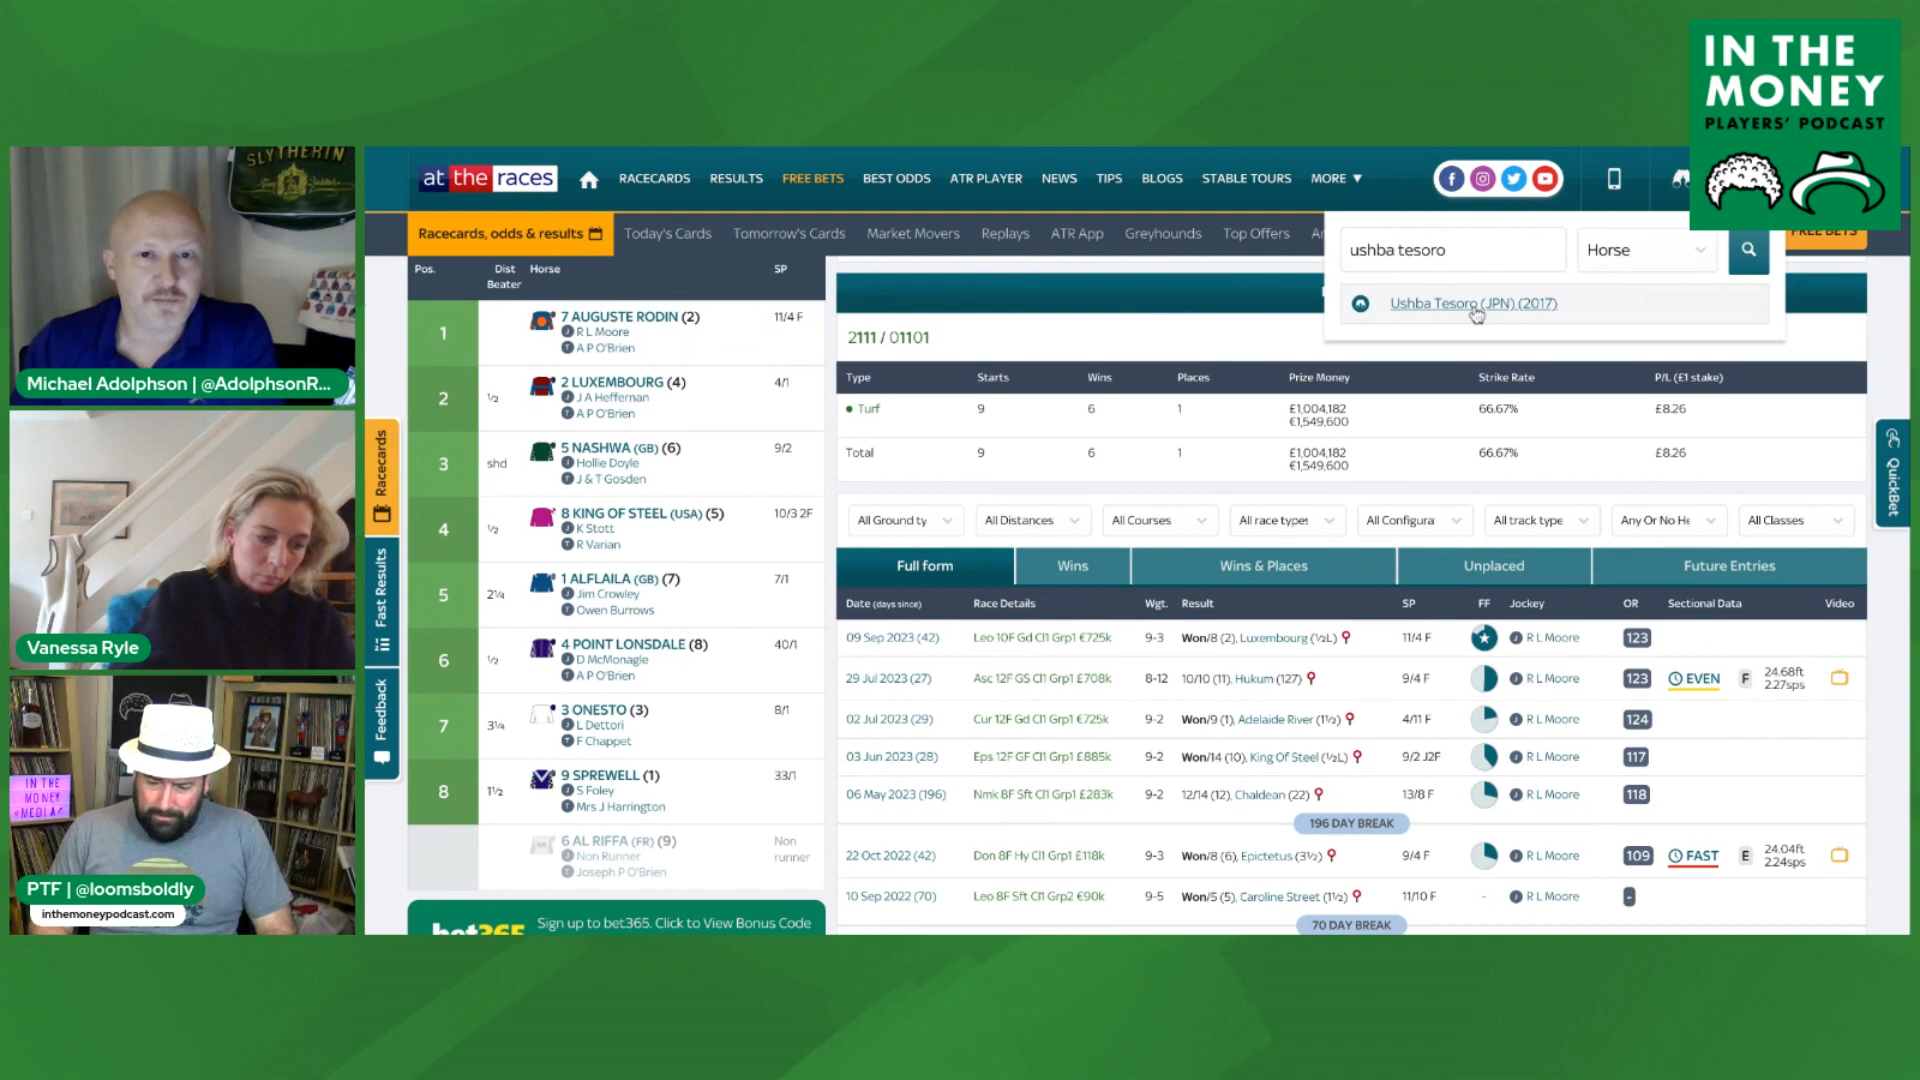 IN THE
MONEY
PLAYERS' PODCAST
SLYTHERIN
Michael Adolphson | @AdolphsonR...
Vanessa Ryle
IN THE
MONEY
MEDIA
PTF | @loomsboldly
inthemoneypodcast.com
at the races
RACECARDS RESULTS FREE BETS BEST ODDS ATR PLAYER NEWS TIPS BLOGS STABLE TOURS MORE
Racecards, odds & results Today's Cards Tomorrow's Cards Market Movers Replays ATR App Greyhounds Top Offers
FREE BETS
ushba tesoro Horse
Ushba Tesoro (JPN) (2017)
Racecards
Fast Results
Feedback
QuickBet
Pos. Dist Beaten Horse SP
1 7 AUGUSTE RODIN (2) 11/4 F
R L Moore
A P O'Brien
2 ½ 2 LUXEMBOURG (4) 4/1
J A Heffernan
A P O'Brien
3 shd 5 NASHWA (GB) (6) 9/2
Hollie Doyle
J & T Gosden
4 ½ 8 KING OF STEEL (USA) (5) 10/3 2F
K Stott
R Varian
5 2¼ 1 ALFLAILA (GB) (7) 7/1
Jim Crowley
Owen Burrows
6 ½ 4 POINT LONSDALE (8) 40/1
D McMonagle
A P O'Brien
7 3¼ 3 ONESTO (3) 8/1
L Dettori
F Chappet
8 1½ 9 SPREWELL (1) 33/1
S Foley
Mrs J Harrington
NR 6 AL RIFFA (FR) (9) Non runner
Non Runner
Joseph P O'Brien
bet365 Sign up to bet365. Click to View Bonus Code
2111 / 01101
Type Starts Wins Places Prize Money Strike Rate P/L (£1 stake)
Turf 9 6 1 £1,004,182 66.67% £8.26
€1,549,600
Total 9 6 1 £1,004,182 66.67% £8.26
€1,549,600
All Ground ty All Distances All Courses All race types All Configura All track type Any Or No He All Classes
Full form Wins Wins & Places Unplaced Future Entries
Date (days since) Race Details Wgt. Result SP FF Jockey OR Sectional Data Video
09 Sep 2023 (42) Leo 10F Gd Cl1 Grp1 €725k 9-3 Won/8 (2), Luxembourg (½L) 11/4 F R L Moore 123
29 Jul 2023 (27) Asc 12F GS Cl1 Grp1 £708k 8-12 10/10 (11), Hukum (127) 9/4 F R L Moore 123 EVEN F 24.68ft
2.27sps
02 Jul 2023 (29) Cur 12F Gd Cl1 Grp1 €725k 9-2 Won/9 (1), Adelaide River (1½) 4/11 F R L Moore 124
03 Jun 2023 (28) Eps 12F GF Cl1 Grp1 £885k 9-2 Won/14 (10), King Of Steel (½L) 9/2 J2F R L Moore 117
06 May 2023 (196) Nmk 8F Sft Cl1 Grp1 £283k 9-2 12/14 (12), Chaldean (22) 13/8 F R L Moore 118
196 DAY BREAK
22 Oct 2022 (42) Don 8F Hy Cl1 Grp1 £118k 9-3 Won/8 (6), Epictetus (3½) 9/4 F R L Moore 109 FAST E 24.04ft
2.24sps
10 Sep 2022 (70) Leo 8F Sft Cl1 Grp2 €90k 9-5 Won/5 (5), Caroline Street (1½) 11/10 F - R L Moore -
70 DAY BREAK